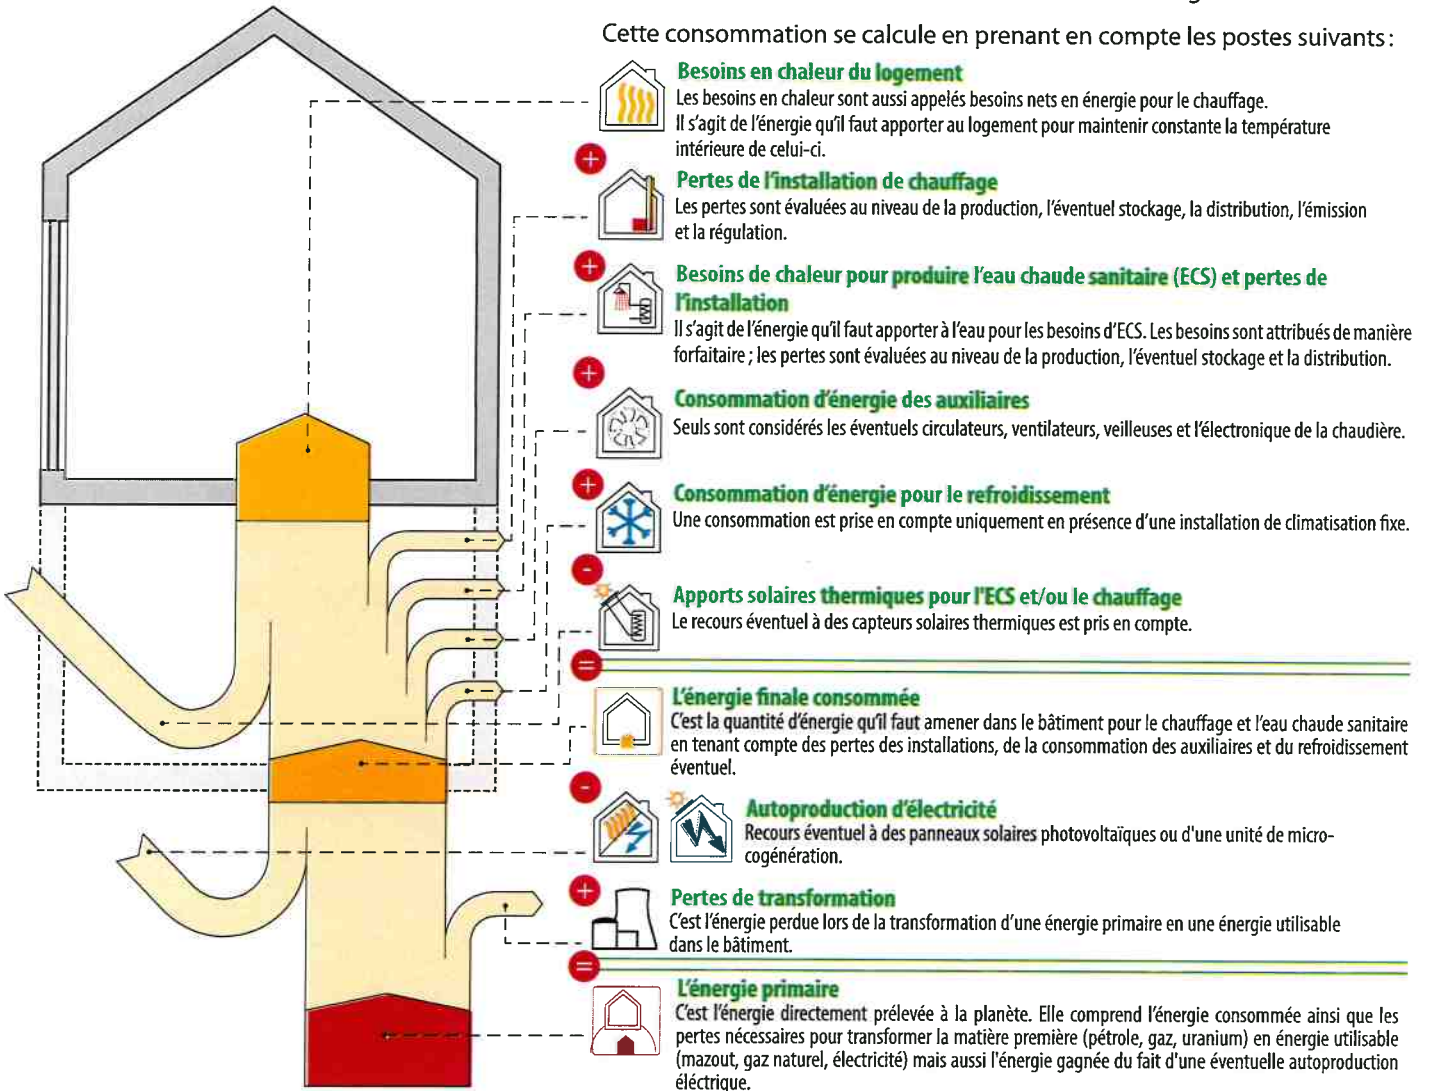 Cette consommation se calcule en prenant en compte les postes suivants :
Besoins en chaleur du logement
Les besoins en chaleur sont aussi appelés besoins nets en énergie pour le chauffage.
Il s'agit de l'énergie qu'il faut apporter au logement pour maintenir constante la température
intérieure de celui-ci.
+
Pertes de l'installation de chauffage
Les pertes sont évaluées au niveau de la production, l'éventuel stockage, la distribution, l'émission
et la régulation.
+
Besoins de chaleur pour produire l'eau chaude sanitaire (ECS) et pertes de
l'installation
Il s'agit de l'énergie qu'il faut apporter à l'eau pour les besoins d'ECS. Les besoins sont attribués de manière
forfaitaire ; les pertes sont évaluées au niveau de la production, l'éventuel stockage et la distribution.
+
Consommation d'énergie des auxiliaires
Seuls sont considérés les éventuels circulateurs, ventilateurs, veilleuses et l'électronique de la chaudière.
+
Consommation d'énergie pour le refroidissement
Une consommation est prise en compte uniquement en présence d'une installation de climatisation fixe.
-
Apports solaires thermiques pour l'ECS et/ou le chauffage
Le recours éventuel à des capteurs solaires thermiques est pris en compte.
=
L'énergie finale consommée
C'est la quantité d'énergie qu'il faut amener dans le bâtiment pour le chauffage et l'eau chaude sanitaire
en tenant compte des pertes des installations, de la consommation des auxiliaires et du refroidissement
éventuel.
-
Autoproduction d'électricité
Recours éventuel à des panneaux solaires photovoltaïques ou d'une unité de micro-
cogénération.
+
Pertes de transformation
C'est l'énergie perdue lors de la transformation d'une énergie primaire en une énergie utilisable
dans le bâtiment.
=
L'énergie primaire
C'est l'énergie directement prélevée à la planète. Elle comprend l'énergie consommée ainsi que les
pertes nécessaires pour transformer la matière première (pétrole, gaz, uranium) en énergie utilisable
(mazout, gaz naturel, électricité) mais aussi l'énergie gagnée du fait d'une éventuelle autoproduction
éléctrique.